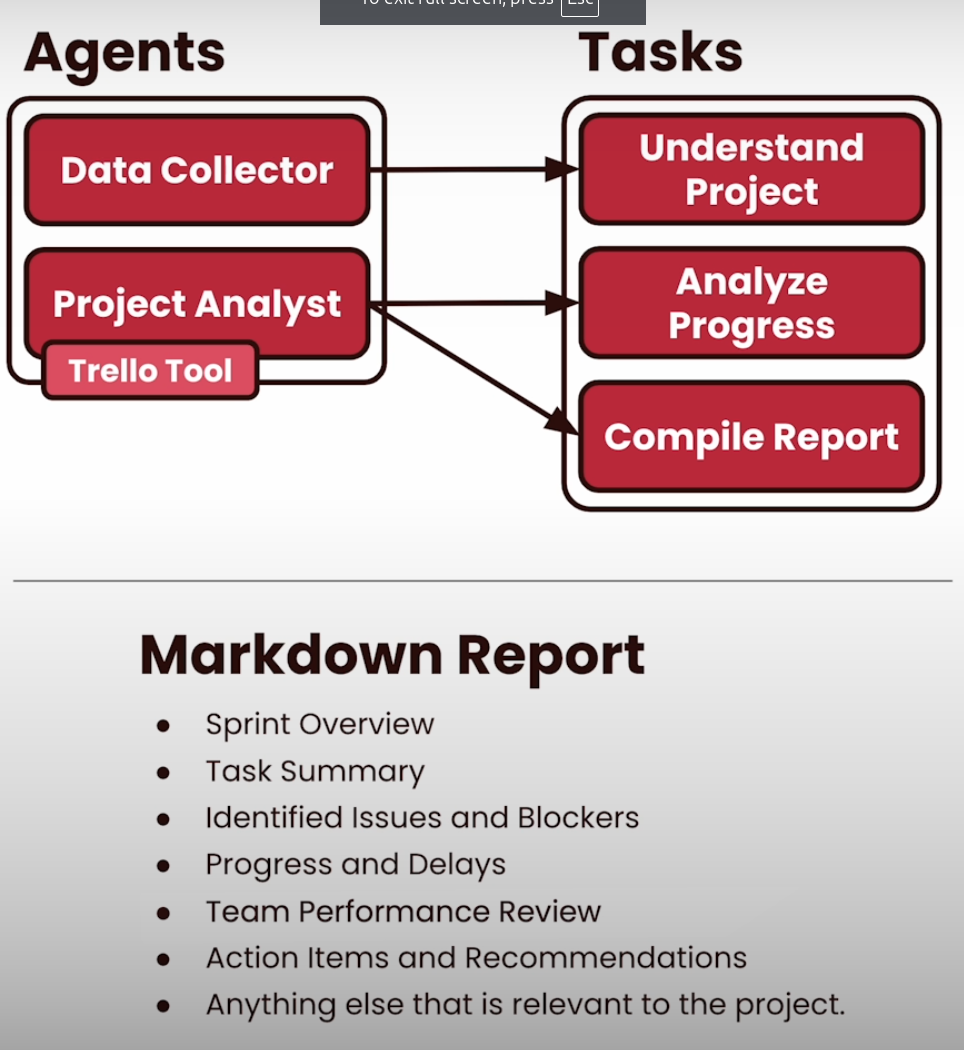 To exit full screen, press Esc
Agents
Tasks
Data Collector
Project Analyst
Trello Tool
Understand
Project
Analyze
Progress
Compile Report
Markdown Report
● Sprint Overview
● Task Summary
● Identified Issues and Blockers
● Progress and Delays
● Team Performance Review
● Action Items and Recommendations
● Anything else that is relevant to the project.